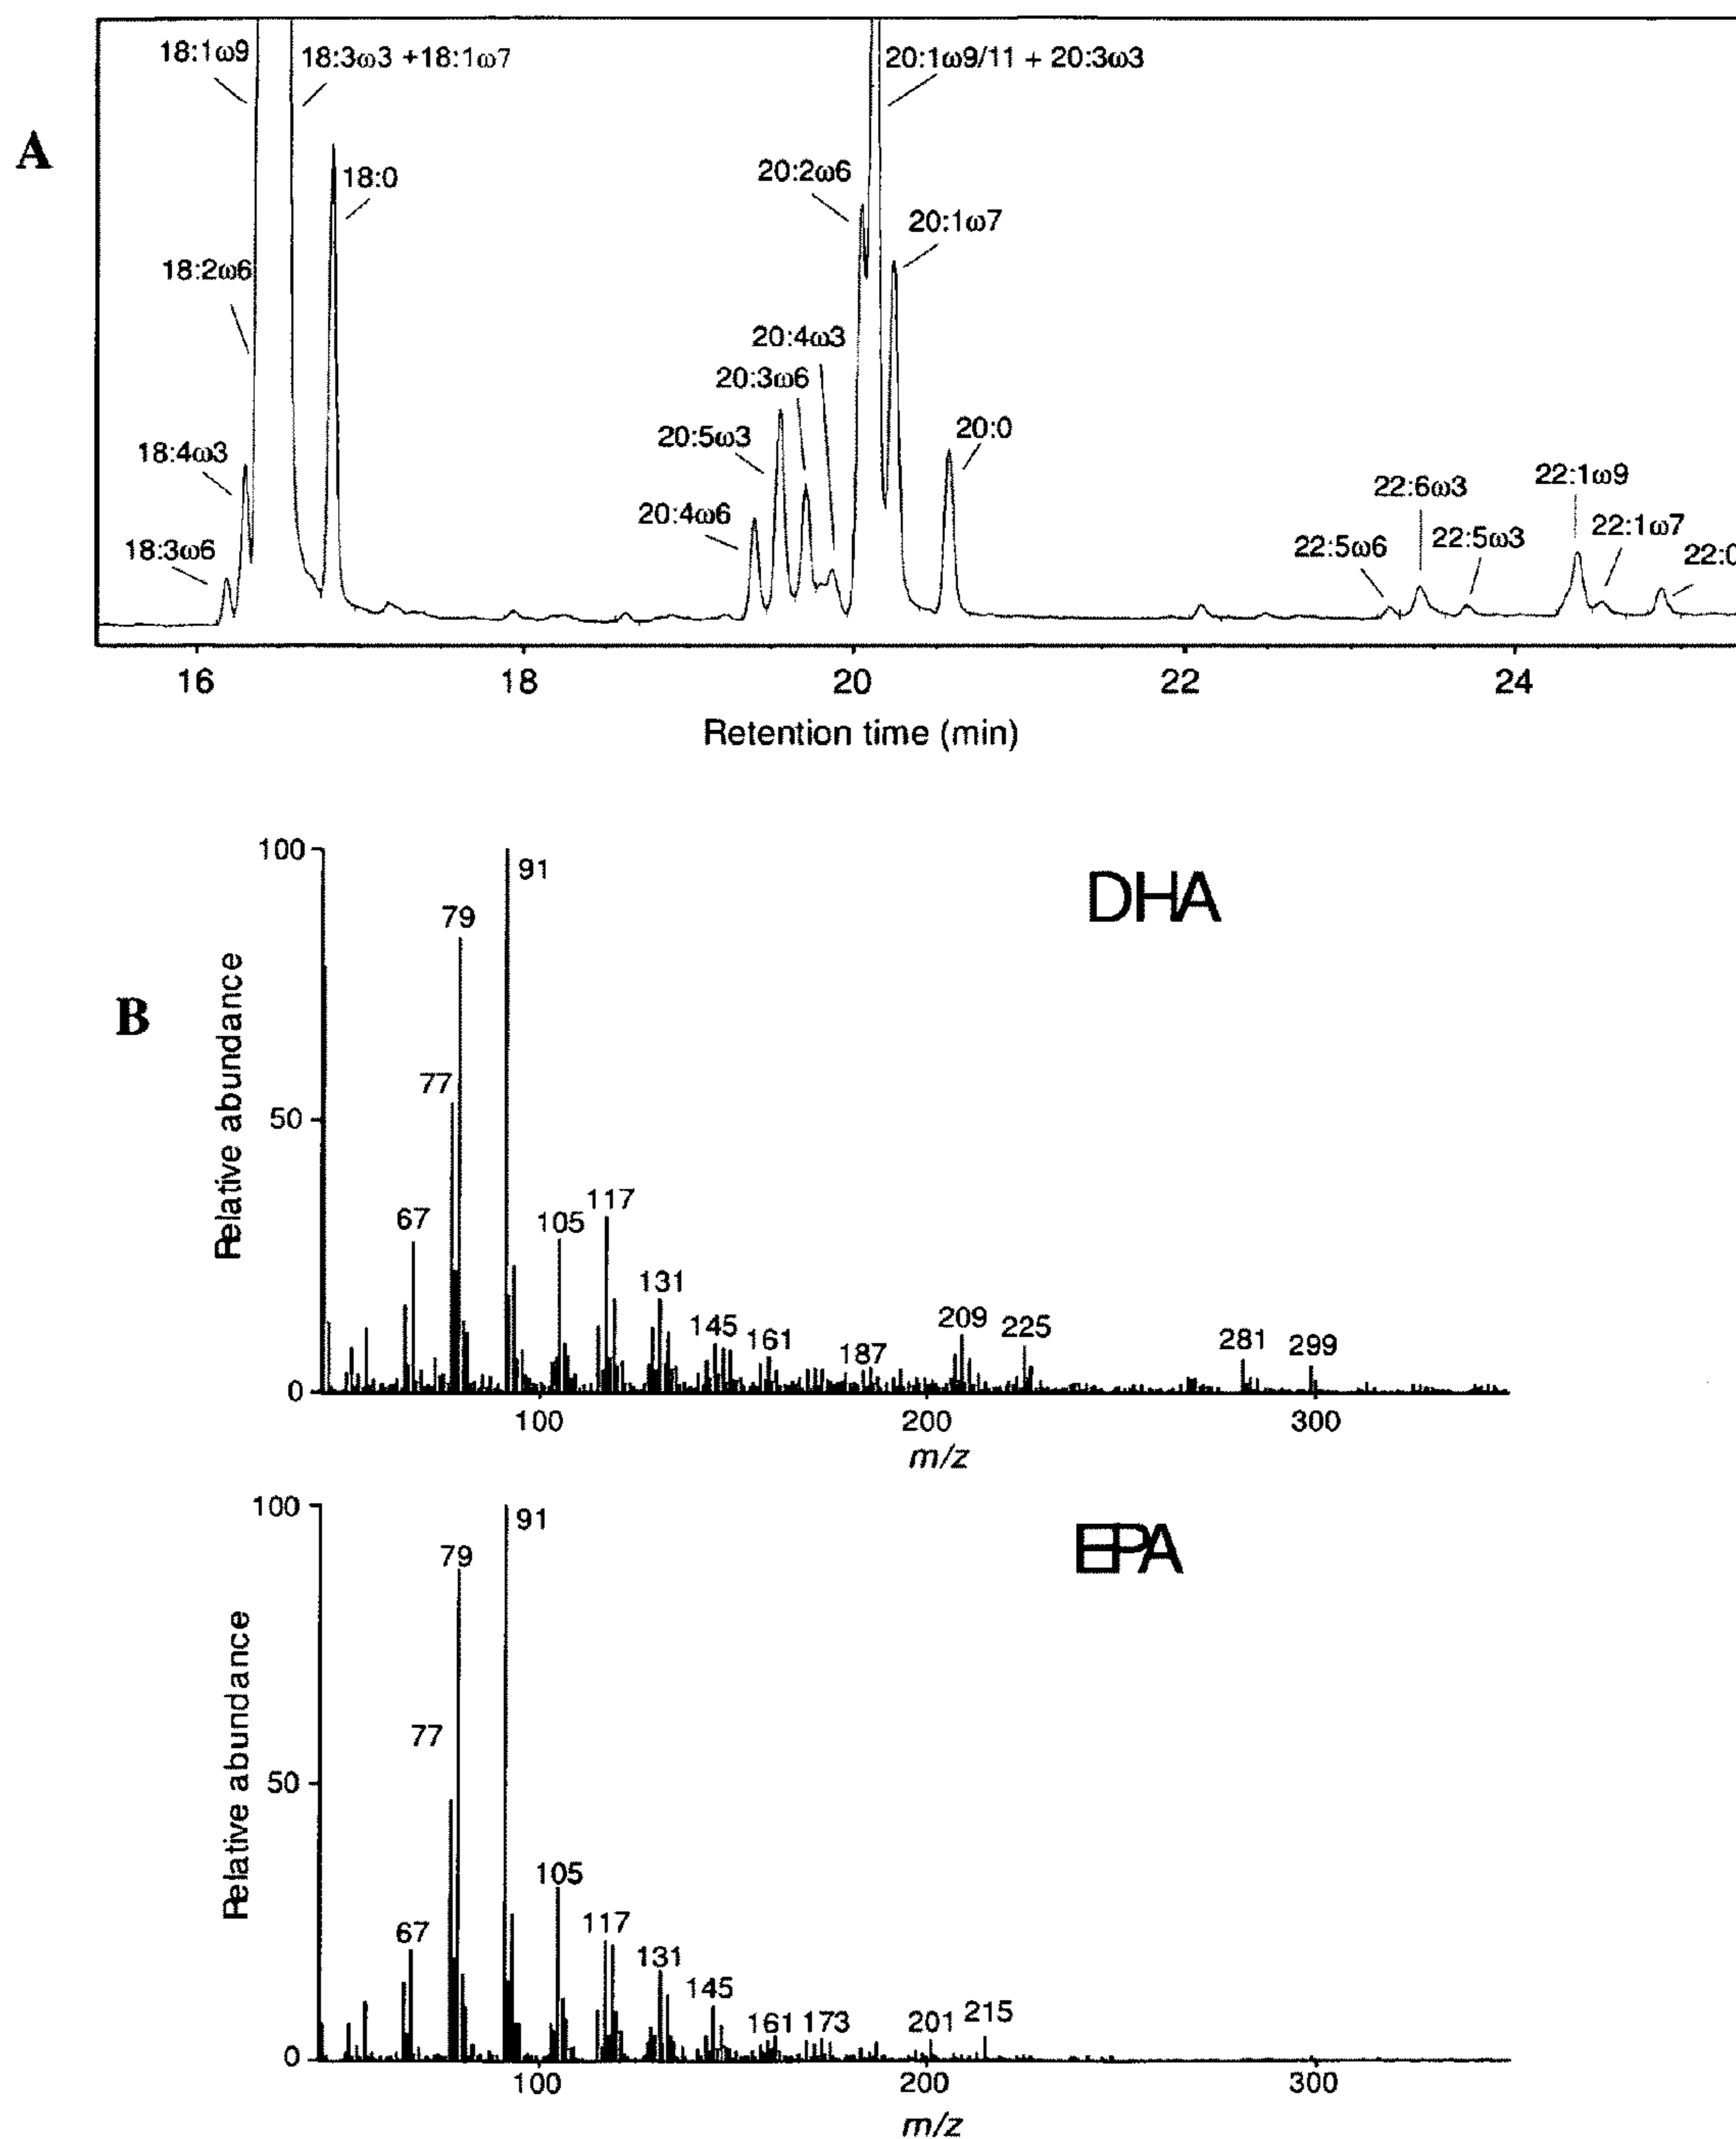 A
18:1ω9
18:3ω3 +18:1ω7
20:1ω9/11 + 20:3ω3
18:0
20:2ω6
20:1ω7
18:2ω6
20:4ω3
20:3ω6
20:5ω3
20:0
18:4ω3
20:4ω6
22:6ω3
22:1ω9
18:3ω6
22:5ω6
22:5ω3
22:1ω7
22:0
16 18 20 22 24
Retention time (min)
B
DHA
Relative abundance
100
50
0
67
77
79
91
105
117
131
145
161
187
209
225
281
299
100 200 300
m/z
EPA
Relative abundance
100
50
0
67
77
79
91
105
117
131
145
161
173
201
215
100 200 300
m/z